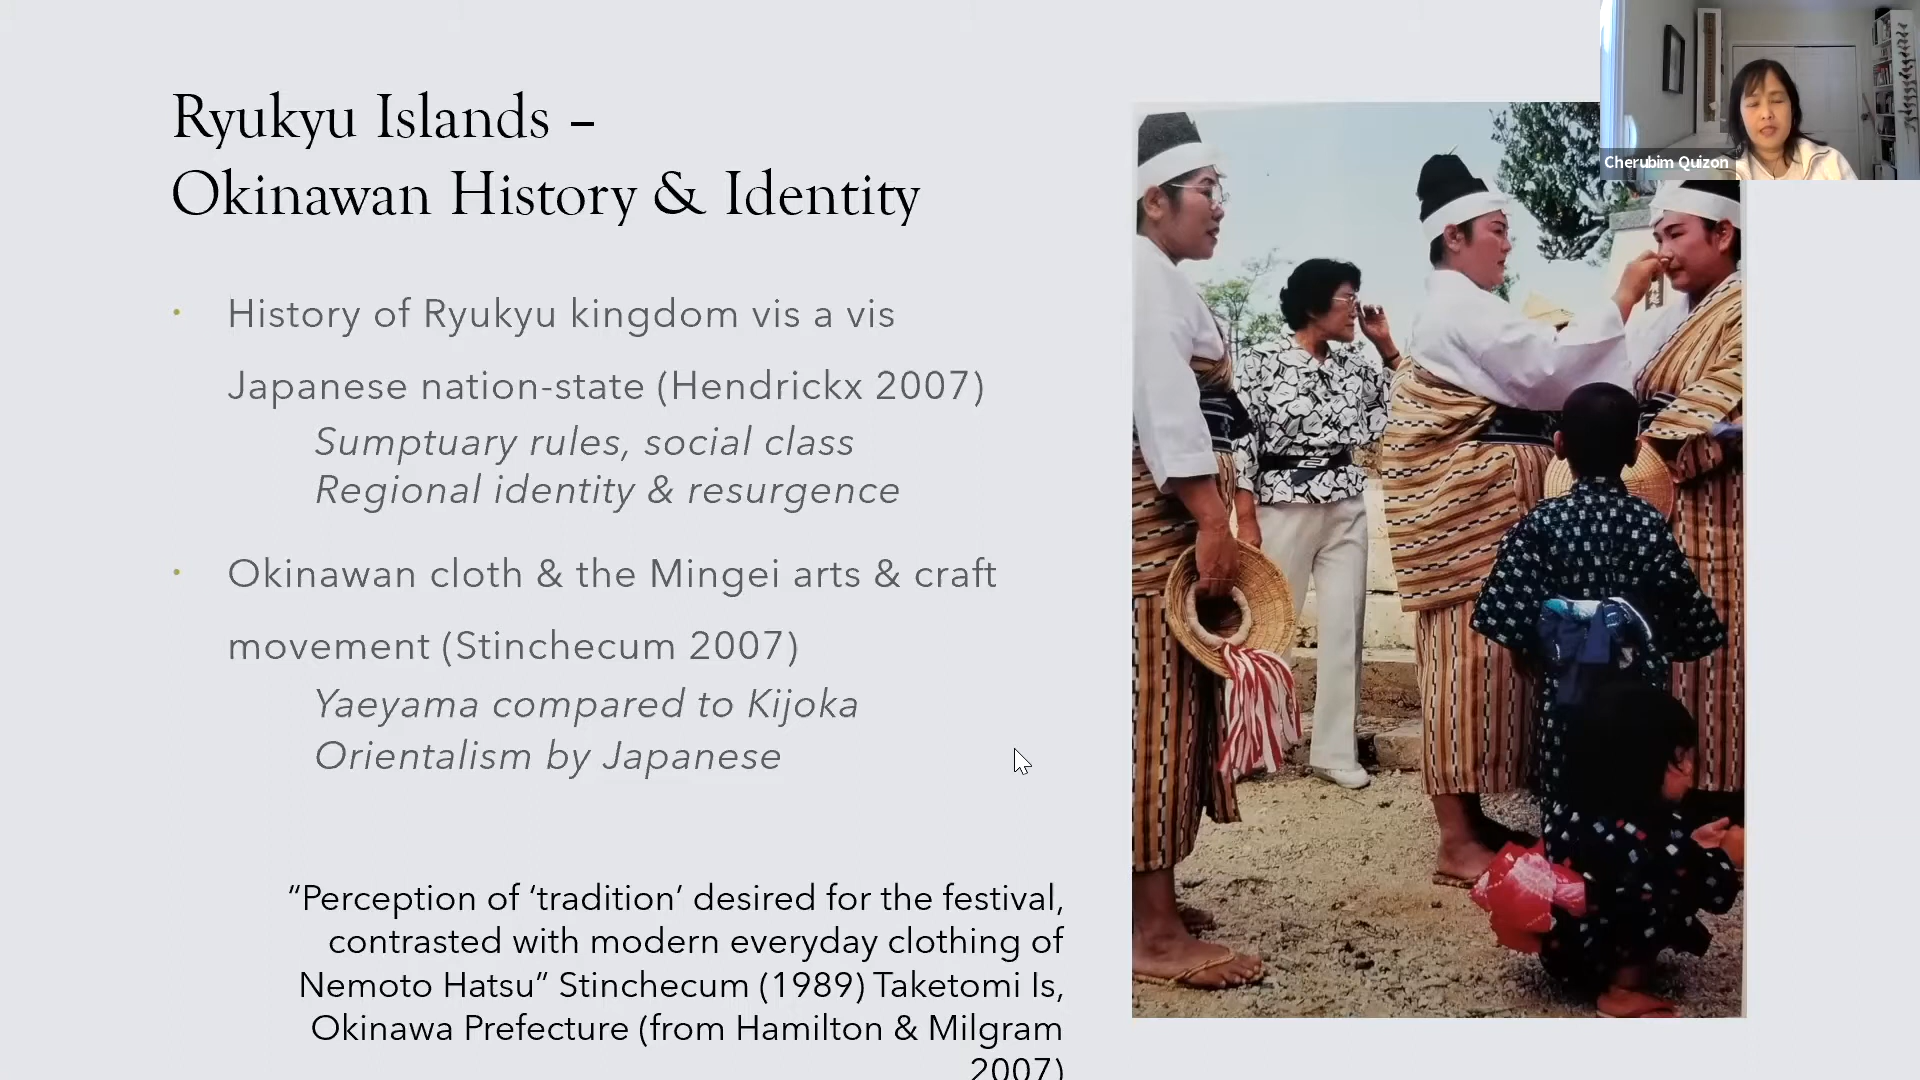 Ryukyu Islands –
Okinawan History & Identity
Cherubim Quizon
• History of Ryukyu kingdom vis a vis
Japanese nation-state (Hendrickx 2007)
Sumptuary rules, social class
Regional identity & resurgence
• Okinawan cloth & the Mingei arts & craft
movement (Stinchecum 2007)
Yaeyama compared to Kijoka
Orientalism by Japanese
“Perception of ‘tradition’ desired for the festival,
contrasted with modern everyday clothing of
Nemoto Hatsu” Stinchecum (1989) Taketomi Is,
Okinawa Prefecture (from Hamilton & Milgram
2007)